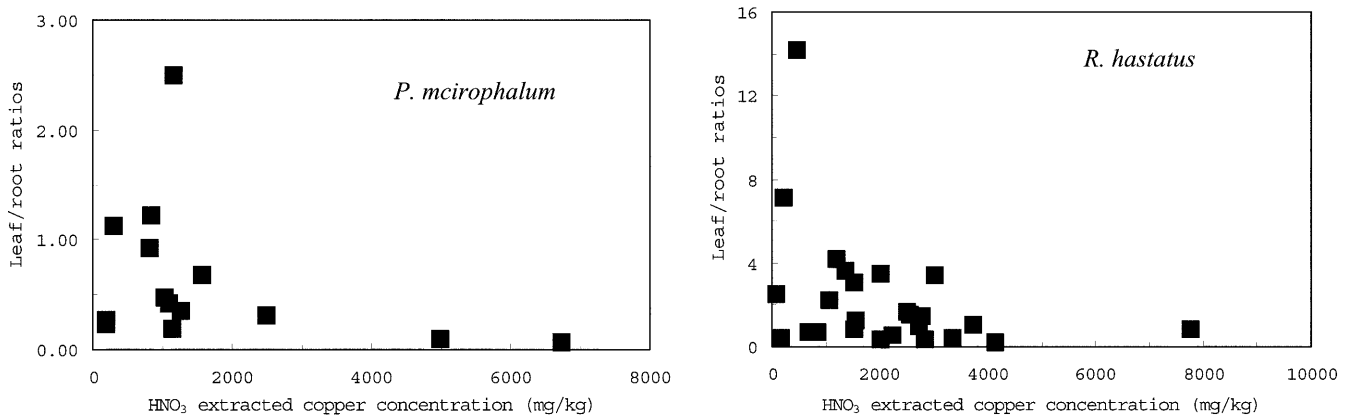 3.00
2.00
1.00
0.00
Leaf/root ratios
P. mcirophalum
0 2000 4000 6000 8000
HNO₃ extracted copper concentration (mg/kg)
16
12
8
4
0
Leaf/root ratios
R. hastatus
0 2000 4000 6000 8000 10000
HNO₃ extracted copper concentration (mg/kg)